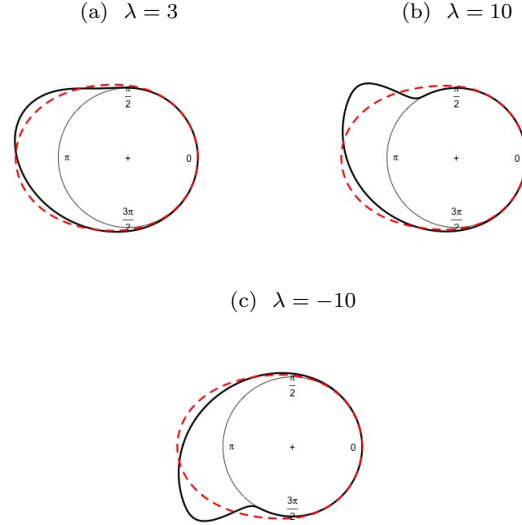 (a) λ = 3
(b) λ = 10
π/2
π/2
π
+
0
π
+
0
3π/2
3π/2
(c) λ = −10
π/2
π
+
0
3π/2